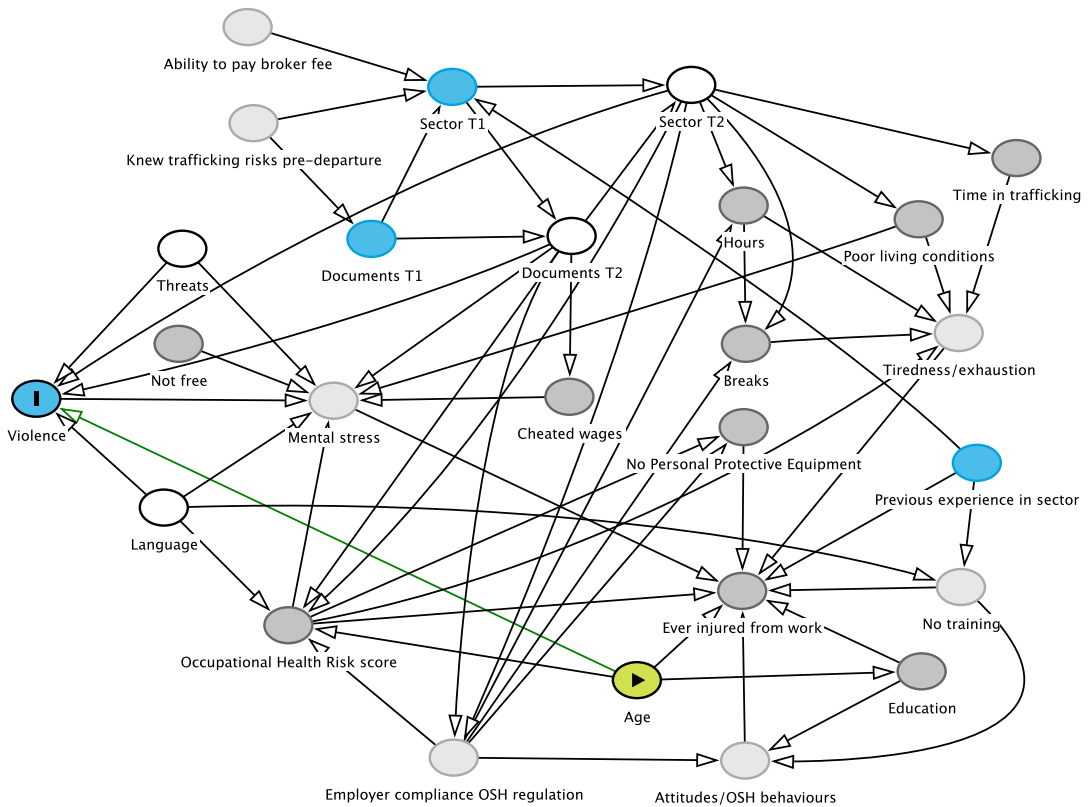 Ability to pay broker fee
Sector T1
Sector T2
Knew trafficking risks pre-departure
Time in trafficking
Hours
Poor living conditions
Documents T1
Documents T2
Threats
Not free
Breaks
Tiredness/exhaustion
Violence
Mental stress
Cheated wages
No Personal Protective Equipment
Previous experience in sector
Language
Ever injured from work
No training
Occupational Health Risk score
Age
Education
Employer compliance OSH regulation
Attitudes/OSH behaviours